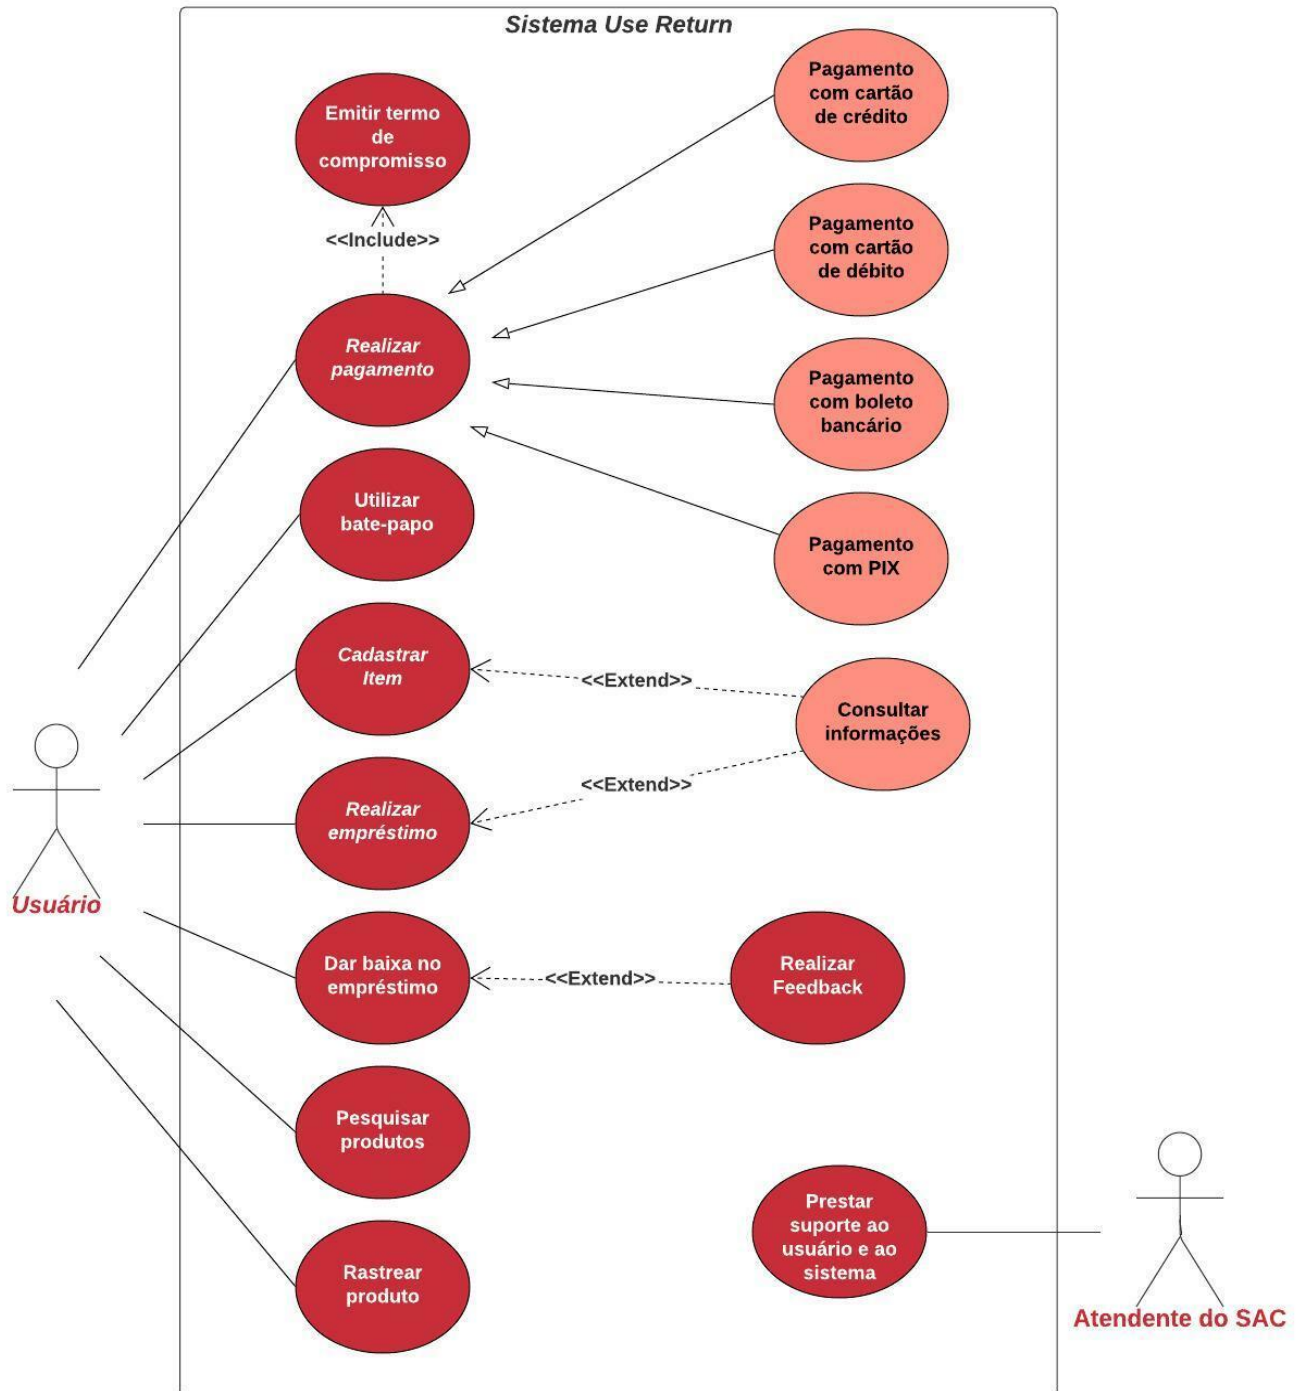 Sistema Use Return
Emitir termo
de
compromisso
<<Include>>
Realizar
pagamento
Utilizar
bate-papo
Cadastrar
Item
Realizar
empréstimo
Dar baixa no
empréstimo
Pesquisar
produtos
Rastrear
produto
Pagamento
com cartão
de crédito
Pagamento
com cartão
de débito
Pagamento
com boleto
bancário
Pagamento
com PIX
<<Extend>>
Consultar
informações
<<Extend>>
<<Extend>>
Realizar
Feedback
Prestar
suporte ao
usuário e ao
sistema
Usuário
Atendente do SAC